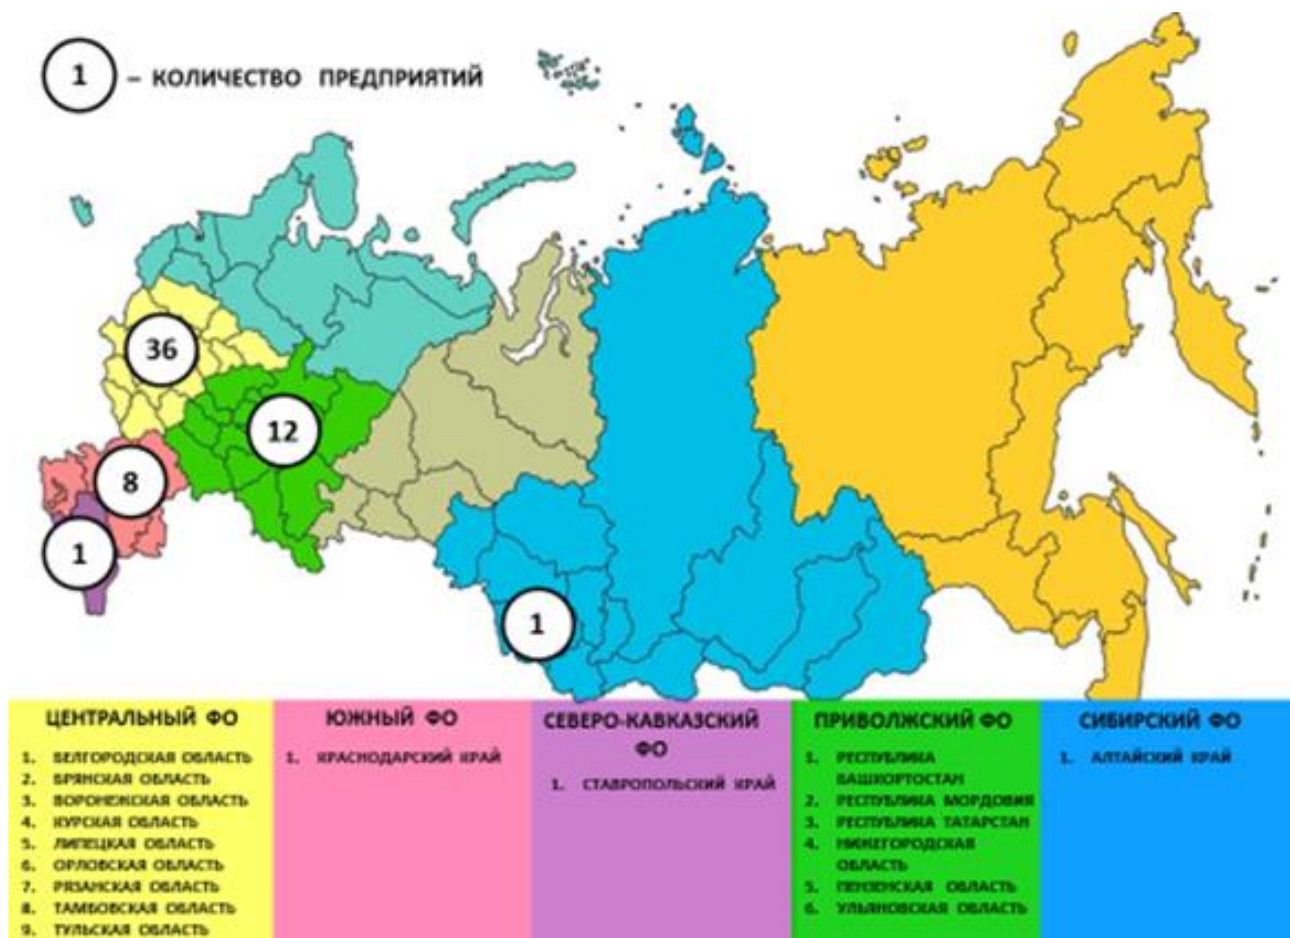 1 – КОЛИЧЕСТВО ПРЕДПРИЯТИЙ
36
12
8
1
1
ЦЕНТРАЛЬНЫЙ ФО
1. БЕЛГОРОДСКАЯ ОБЛАСТЬ
2. БРЯНСКАЯ ОБЛАСТЬ
3. ВОРОНЕЖСКАЯ ОБЛАСТЬ
4. КУРСКАЯ ОБЛАСТЬ
5. ЛИПЕЦКАЯ ОБЛАСТЬ
6. ОРЛОВСКАЯ ОБЛАСТЬ
7. РЯЗАНСКАЯ ОБЛАСТЬ
8. ТАМБОВСКАЯ ОБЛАСТЬ
9. ТУЛЬСКАЯ ОБЛАСТЬ
ЮЖНЫЙ ФО
1. КРАСНОДАРСКИЙ КРАЙ
СЕВЕРО-КАВКАЗСКИЙ
ФО
1. СТАВРОПОЛЬСКИЙ КРАЙ
ПРИВОЛЖСКИЙ ФО
1. РЕСПУБЛИКА
БАШКОРТОСТАН
2. РЕСПУБЛИКА МОРДОВИЯ
3. РЕСПУБЛИКА ТАТАРСТАН
4. НИЖЕГОРОДСКАЯ
ОБЛАСТЬ
5. ПЕНЗЕНСКАЯ ОБЛАСТЬ
6. УЛЬЯНОВСКАЯ ОБЛАСТЬ
СИБИРСКИЙ ФО
1. АЛТАЙСКИЙ КРАЙ